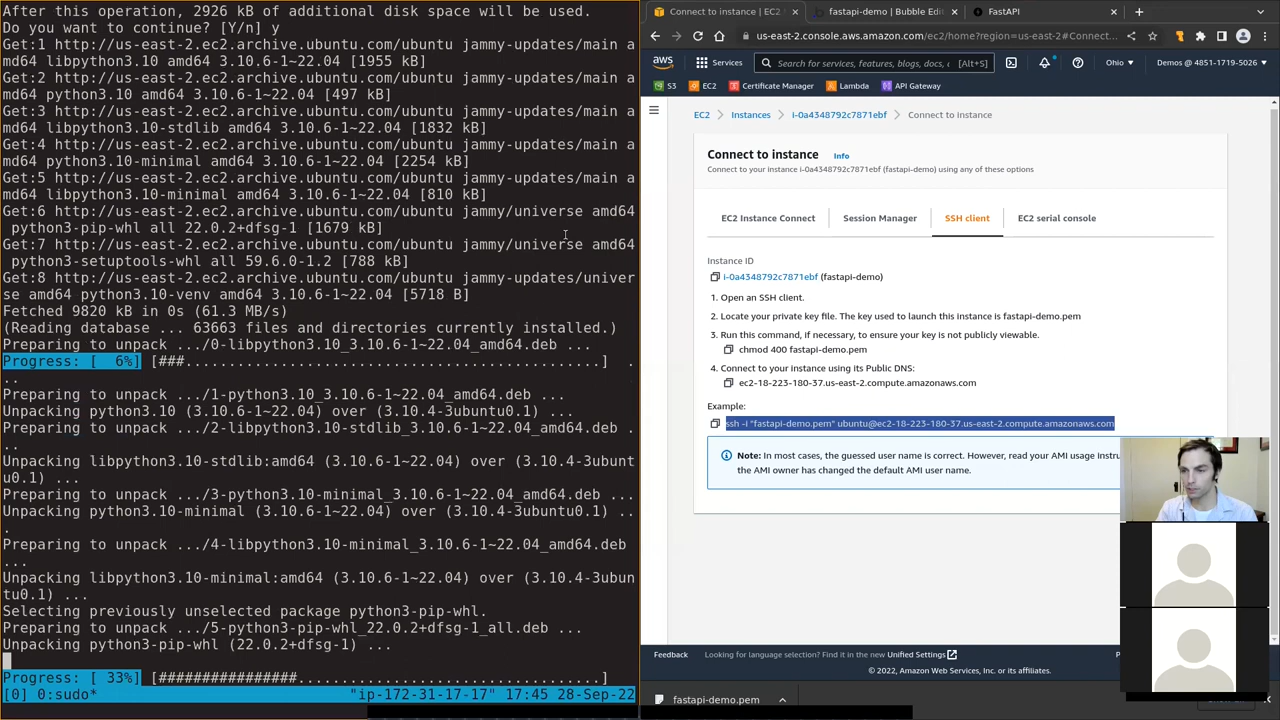 After this operation, 2926 kB of additional disk space will be used.
Do you want to continue? [Y/n] y
Get:1 http://us-east-2.ec2.archive.ubuntu.com/ubuntu jammy-updates/main a
md64 libpython3.10 amd64 3.10.6-1~22.04 [1955 kB]
Get:2 http://us-east-2.ec2.archive.ubuntu.com/ubuntu jammy-updates/main a
md64 python3.10 amd64 3.10.6-1~22.04 [497 kB]
Get:3 http://us-east-2.ec2.archive.ubuntu.com/ubuntu jammy-updates/main a
md64 libpython3.10-stdlib amd64 3.10.6-1~22.04 [1832 kB]
Get:4 http://us-east-2.ec2.archive.ubuntu.com/ubuntu jammy-updates/main a
md64 python3.10-minimal amd64 3.10.6-1~22.04 [2254 kB]
Get:5 http://us-east-2.ec2.archive.ubuntu.com/ubuntu jammy-updates/main a
md64 libpython3.10-minimal amd64 3.10.6-1~22.04 [810 kB]
Get:6 http://us-east-2.ec2.archive.ubuntu.com/ubuntu jammy/universe amd64
python3-pip-whl all 22.0.2+dfsg-1 [1679 kB]
Get:7 http://us-east-2.ec2.archive.ubuntu.com/ubuntu jammy/universe amd64
python3-setuptools-whl all 59.6.0-1.2 [788 kB]
Get:8 http://us-east-2.ec2.archive.ubuntu.com/ubuntu jammy-updates/univer
se amd64 python3.10-venv amd64 3.10.6-1~22.04 [5718 B]
Fetched 9820 kB in 0s (61.3 MB/s)
(Reading database ... 63663 files and directories currently installed.)
Preparing to unpack .../0-libpython3.10_3.10.6-1~22.04_amd64.deb ...
Progress: [  6%] [###...........................................................] .
..
Preparing to unpack .../1-python3.10_3.10.6-1~22.04_amd64.deb ...
Unpacking python3.10 (3.10.6-1~22.04) over (3.10.4-3ubuntu0.1) ...
Preparing to unpack .../2-libpython3.10-stdlib_3.10.6-1~22.04_amd64.deb .
..
Unpacking libpython3.10-stdlib:amd64 (3.10.6-1~22.04) over (3.10.4-3ubunt
u0.1) ...
Preparing to unpack .../3-python3.10-minimal_3.10.6-1~22.04_amd64.deb ...
Unpacking python3.10-minimal (3.10.6-1~22.04) over (3.10.4-3ubuntu0.1) ..
.
Preparing to unpack .../4-libpython3.10-minimal_3.10.6-1~22.04_amd64.deb
...
Unpacking libpython3.10-minimal:amd64 (3.10.6-1~22.04) over (3.10.4-3ubun
tu0.1) ...
Selecting previously unselected package python3-pip-whl.
Preparing to unpack .../5-python3-pip-whl_22.0.2+dfsg-1_all.deb ...
Unpacking python3-pip-whl (22.0.2+dfsg-1) ...
Progress: [ 33%] [################...................................]
[0] 0:sudo* "ip-172-31-17-17" 17:45 28-Sep-22
Connect to instance | EC2
fastapi-demo | Bubble Edi
FastAPI
us-east-2.console.aws.amazon.com/ec2/home?region=us-east-2#Connect...
aws Services Search for services, features, blogs, docs, a [Alt+S] Ohio Demos @ 4851-1719-5026
S3 EC2 Certificate Manager Lambda API Gateway
EC2 Instances i-0a4348792c7871ebf Connect to instance
Connect to instance Info
Connect to your instance i-0a4348792c7871ebf (fastapi-demo) using any of these options
EC2 Instance Connect Session Manager SSH client EC2 serial console
Instance ID
i-0a4348792c7871ebf (fastapi-demo)
1. Open an SSH client.
2. Locate your private key file. The key used to launch this instance is fastapi-demo.pem
3. Run this command, if necessary, to ensure your key is not publicly viewable.
chmod 400 fastapi-demo.pem
4. Connect to your instance using its Public DNS:
ec2-18-223-180-37.us-east-2.compute.amazonaws.com
Example:
ssh -i "fastapi-demo.pem" ubuntu@ec2-18-223-180-37.us-east-2.compute.amazonaws.com
Note: In most cases, the guessed user name is correct. However, read your AMI usage instru
the AMI owner has changed the default AMI user name.
Feedback Looking for language selection? Find it in the new Unified Settings P
© 2022, Amazon Web Services, Inc. or its affiliates.
fastapi-demo.pem